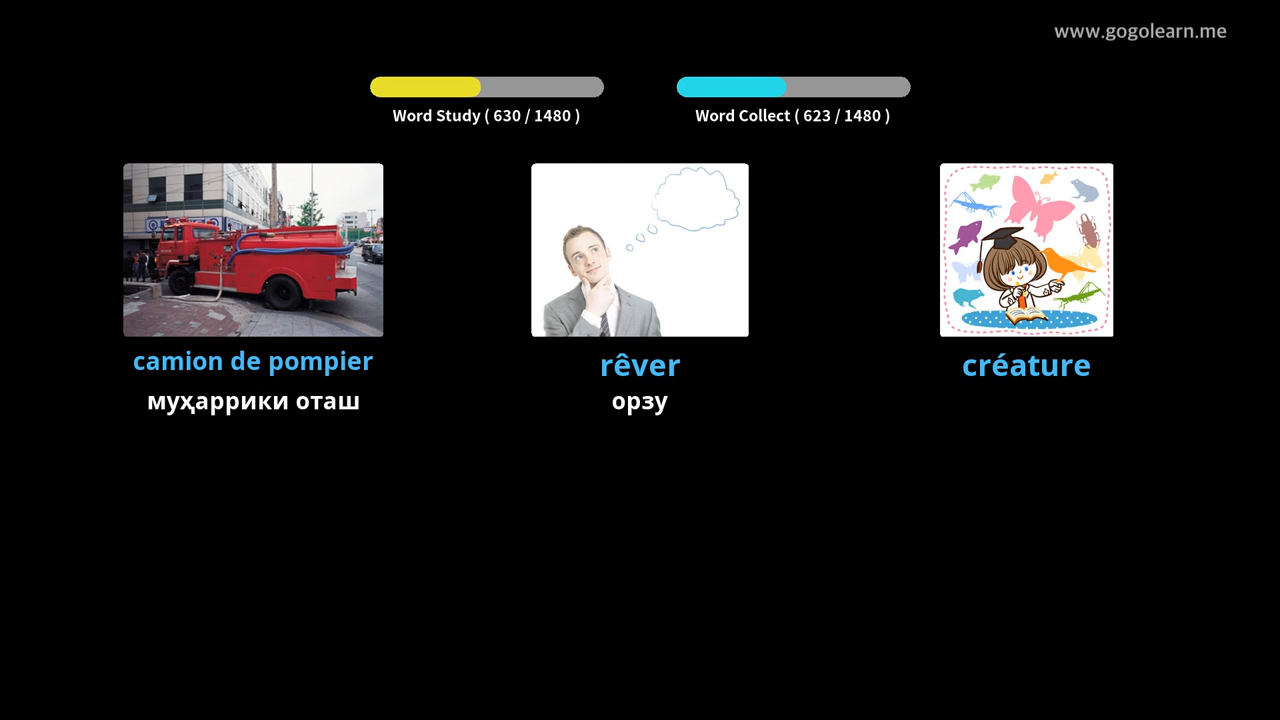 www.gogolearn.me
Word Study ( 630 / 1480 )
Word Collect ( 623 / 1480 )
camion de pompier
rêver
créature
муҳаррики оташ
орзу